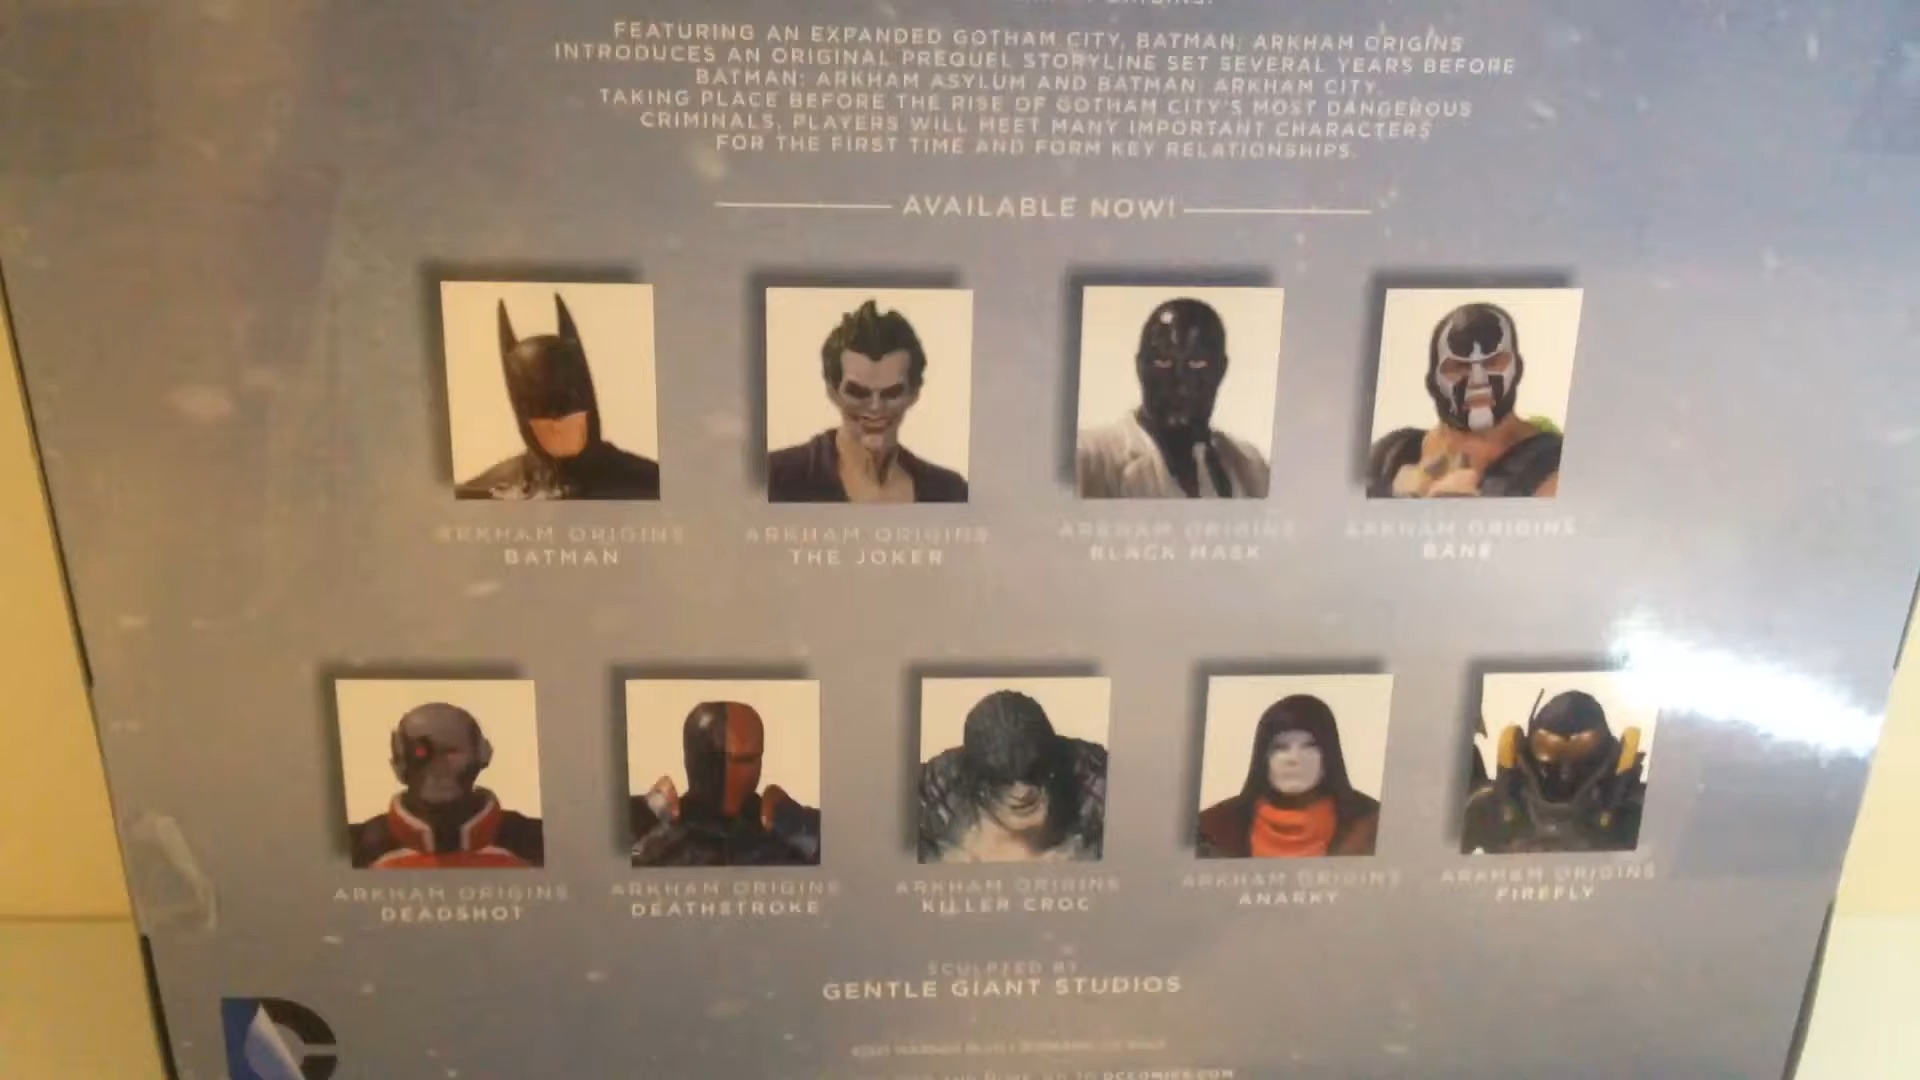 FEATURING AN EXPANDED GOTHAM CITY, BATMAN: ARKHAM ORIGINS
INTRODUCES AN ORIGINAL PREQUEL STORYLINE SET SEVERAL YEARS BEFORE
BATMAN: ARKHAM ASYLUM AND BATMAN: ARKHAM CITY.
TAKING PLACE BEFORE THE RISE OF GOTHAM CITY'S MOST DANGEROUS
CRIMINALS, PLAYERS WILL MEET MANY IMPORTANT CHARACTERS
FOR THE FIRST TIME AND FORM KEY RELATIONSHIPS.
AVAILABLE NOW!
ARKHAM ORIGINS
BATMAN
ARKHAM ORIGINS
THE JOKER
ARKHAM ORIGINS
BLACK MASK
ARKHAM ORIGINS
BANE
ARKHAM ORIGINS
DEADSHOT
ARKHAM ORIGINS
DEATHSTROKE
ARKHAM ORIGINS
KILLER CROC
ARKHAM ORIGINS
ANARKY
ARKHAM ORIGINS
FIREFLY
SCULPTED BY
GENTLE GIANT STUDIOS
DCCOMICS.COM